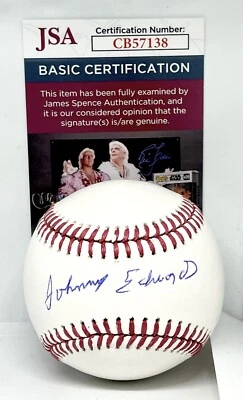 JSA
Certification Number:
CB57138
BASIC CERTIFICATION
This item has been fully examined by
James Spence Authentication, and
it is our considered opinion that the
signature(s) is/are genuine.
Johnny Edwards